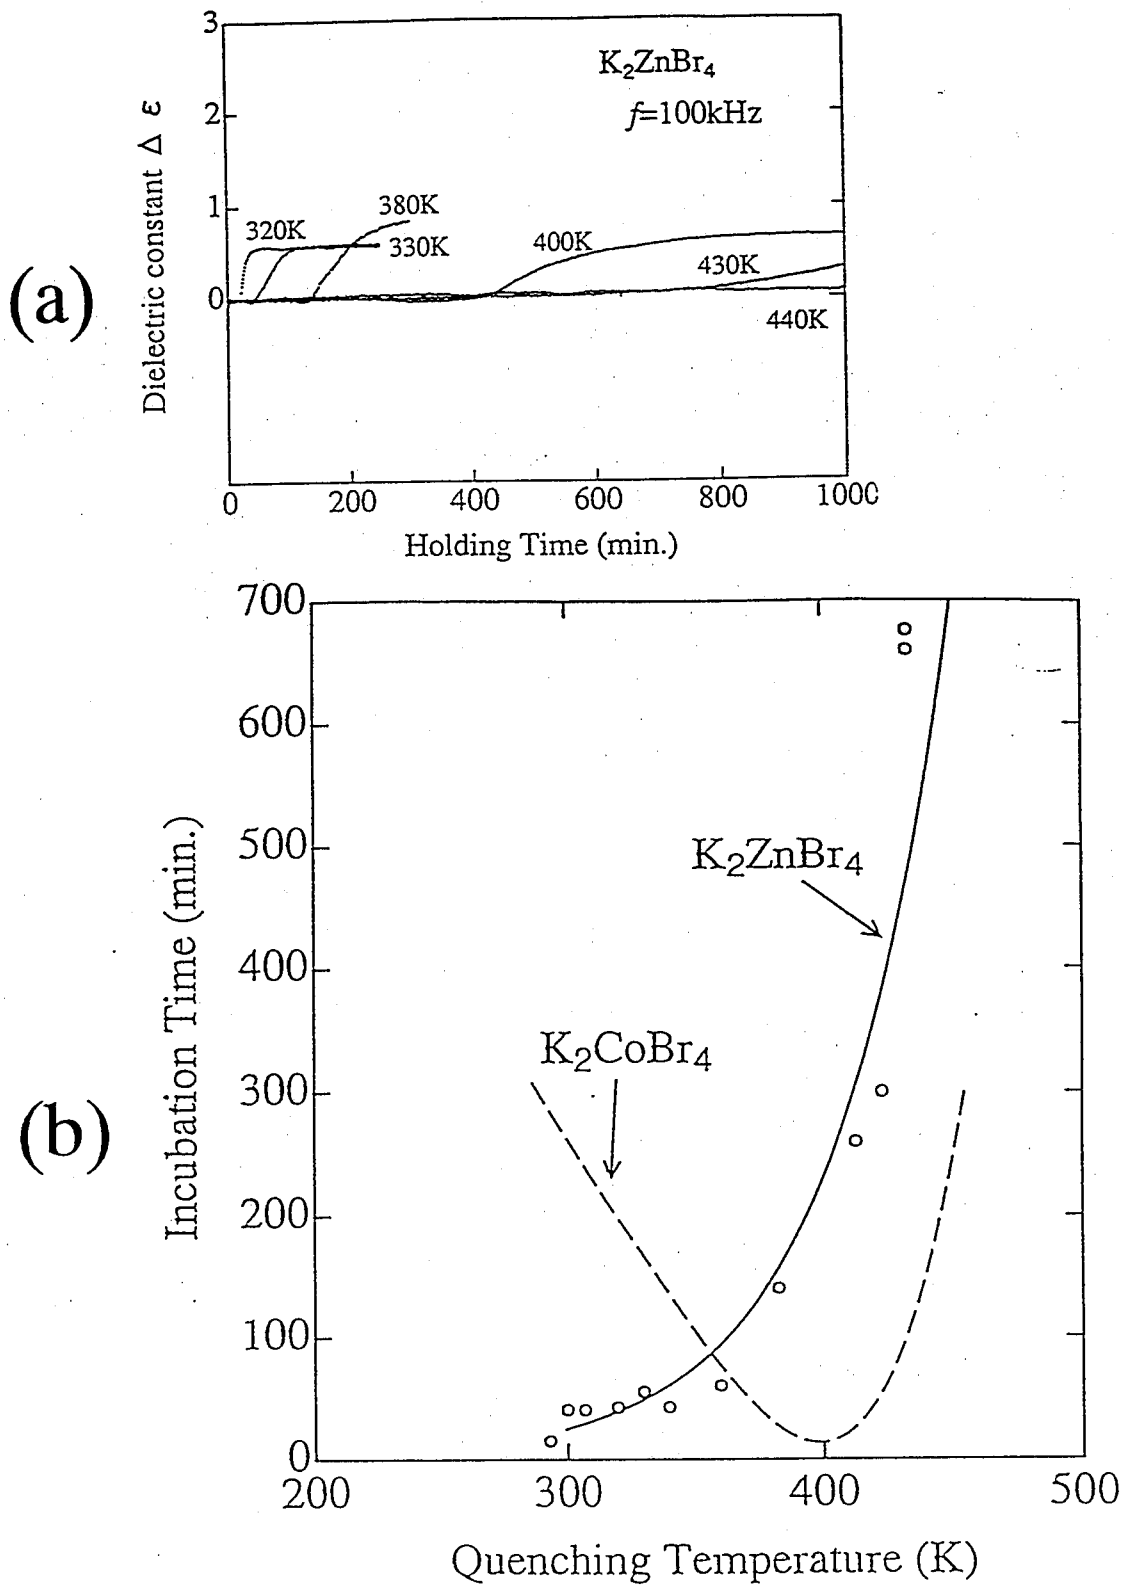 3
K₂ZnBr₄
f=100kHz
2
Dielectric constant Δ ε
1
380K
320K
330K
400K
430K
0
440K
(a)
0 200 400 600 800 1000
Holding Time (min.)
700
600
500
K₂ZnBr₄
400
K₂CoBr₄
300
(b)
Incubation Time (min.)
200
100
0
200 300 400 500
Quenching Temperature (K)